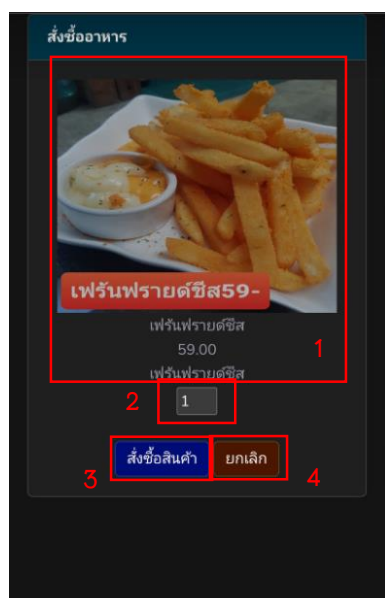 สั่งซื้ออาหาร
เฟรันฟรายด์ชีส59-
เฟรันฟรายด์ชีส
59.00
1
เฟรันฟรายด์ชีส
2
1
3
สั่งซื้อสินค้า
ยกเลิก
4